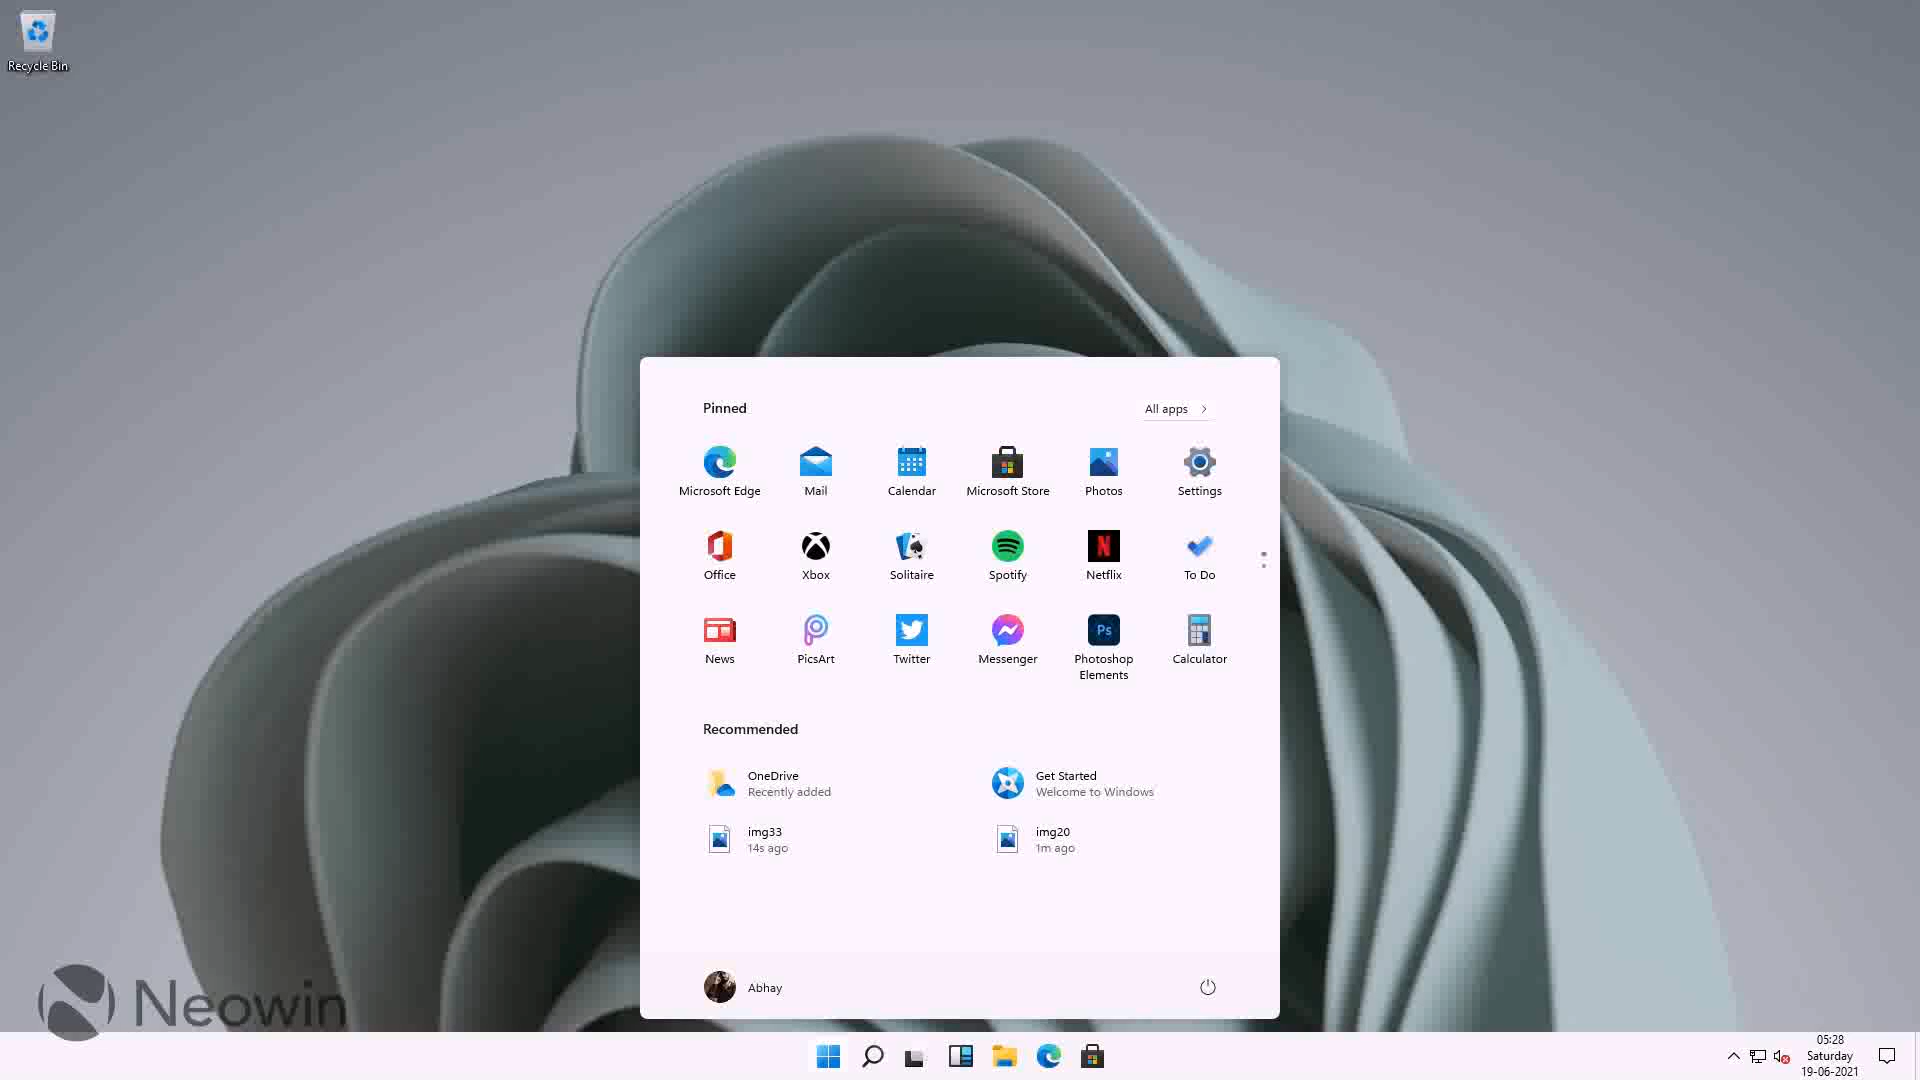 Recycle Bin
Pinned
All apps
Microsoft Edge
Mail
Calendar
Microsoft Store
Photos
Settings
Office
Xbox
Solitaire
Spotify
Netflix
To Do
News
PicsArt
Twitter
Messenger
Ps
Photoshop
Elements
Calculator
Recommended
OneDrive
Recently added
Get Started
Welcome to Windows
img33
14s ago
img20
1m ago
Abhay
Neowin
05:28
Saturday
19-06-2021